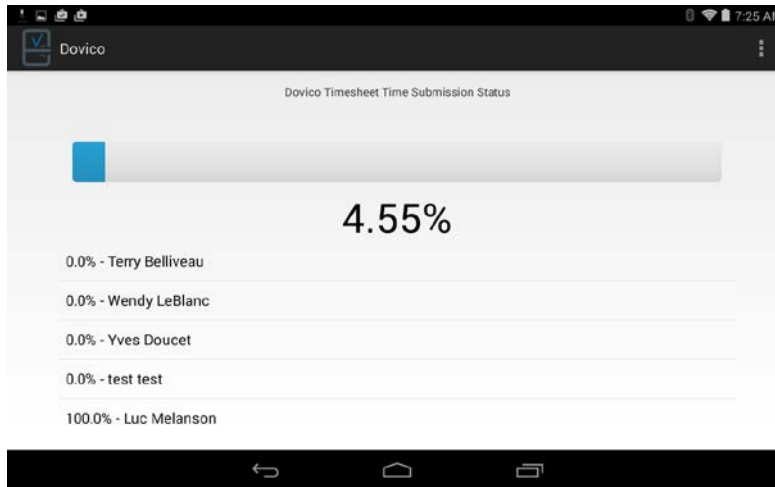 7:25 AM
Dovico
Dovico Timesheet Time Submission Status
4.55%
0.0% - Terry Belliveau
0.0% - Wendy LeBlanc
0.0% - Yves Doucet
0.0% - test test
100.0% - Luc Melanson